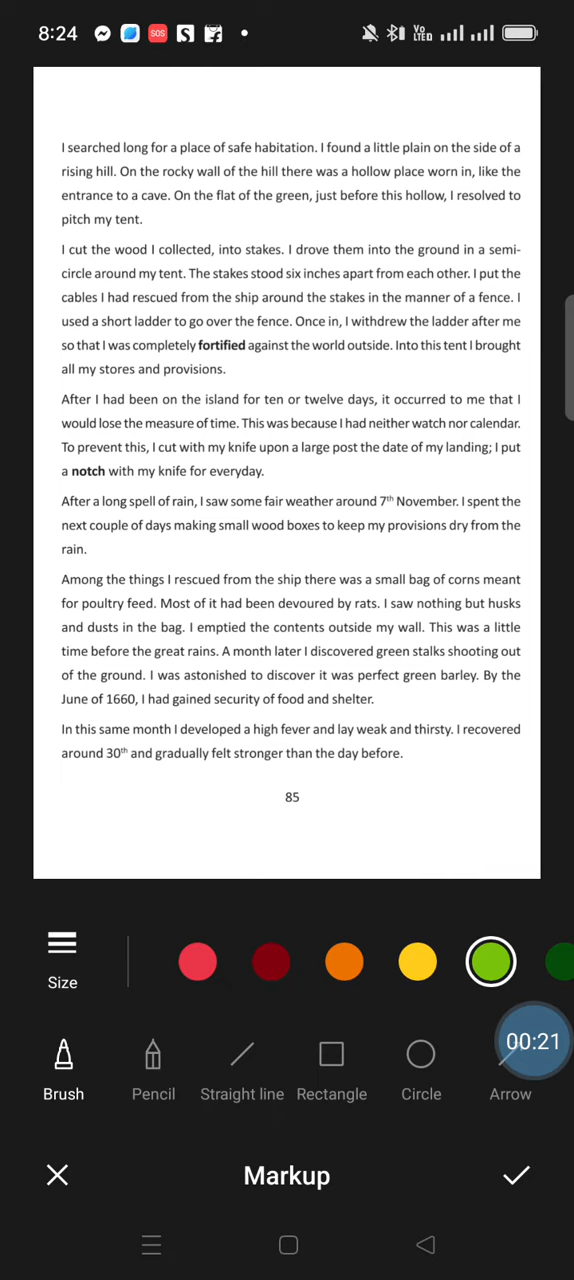 8:24
SOS
Vo
LTED
I searched long for a place of safe habitation. I found a little plain on the side of a
rising hill. On the rocky wall of the hill there was a hollow place worn in, like the
entrance to a cave. On the flat of the green, just before this hollow, I resolved to
pitch my tent.
I cut the wood I collected, into stakes. I drove them into the ground in a semi-
circle around my tent. The stakes stood six inches apart from each other. I put the
cables I had rescued from the ship around the stakes in the manner of a fence. I
used a short ladder to go over the fence. Once in, I withdrew the ladder after me
so that I was completely fortified against the world outside. Into this tent I brought
all my stores and provisions.
After I had been on the island for ten or twelve days, it occurred to me that I
would lose the measure of time. This was because I had neither watch nor calendar.
To prevent this, I cut with my knife upon a large post the date of my landing; I put
a notch with my knife for everyday.
After a long spell of rain, I saw some fair weather around 7th November. I spent the
next couple of days making small wood boxes to keep my provisions dry from the
rain.
Among the things I rescued from the ship there was a small bag of corns meant
for poultry feed. Most of it had been devoured by rats. I saw nothing but husks
and dusts in the bag. I emptied the contents outside my wall. This was a little
time before the great rains. A month later I discovered green stalks shooting out
of the ground. I was astonished to discover it was perfect green barley. By the
June of 1660, I had gained security of food and shelter.
In this same month I developed a high fever and lay weak and thirsty. I recovered
around 30th and gradually felt stronger than the day before.
85
Size
00:21
Brush Pencil Straight line Rectangle Circle Arrow
Markup